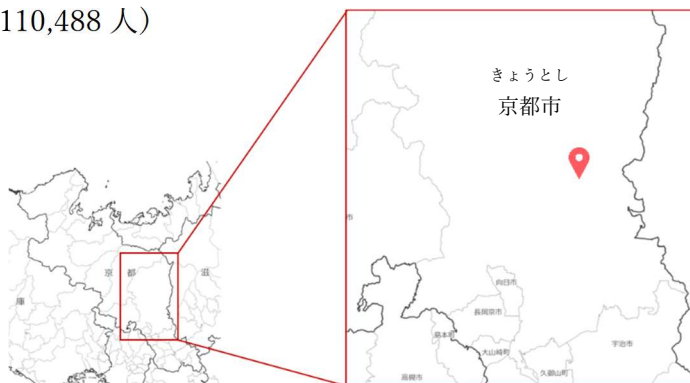 110,488 人)
きょうとし
京都市
京 都
滋
庫
市
向日市
長岡京市
島本町
大山崎町
宇治市
久御山町
高槻市